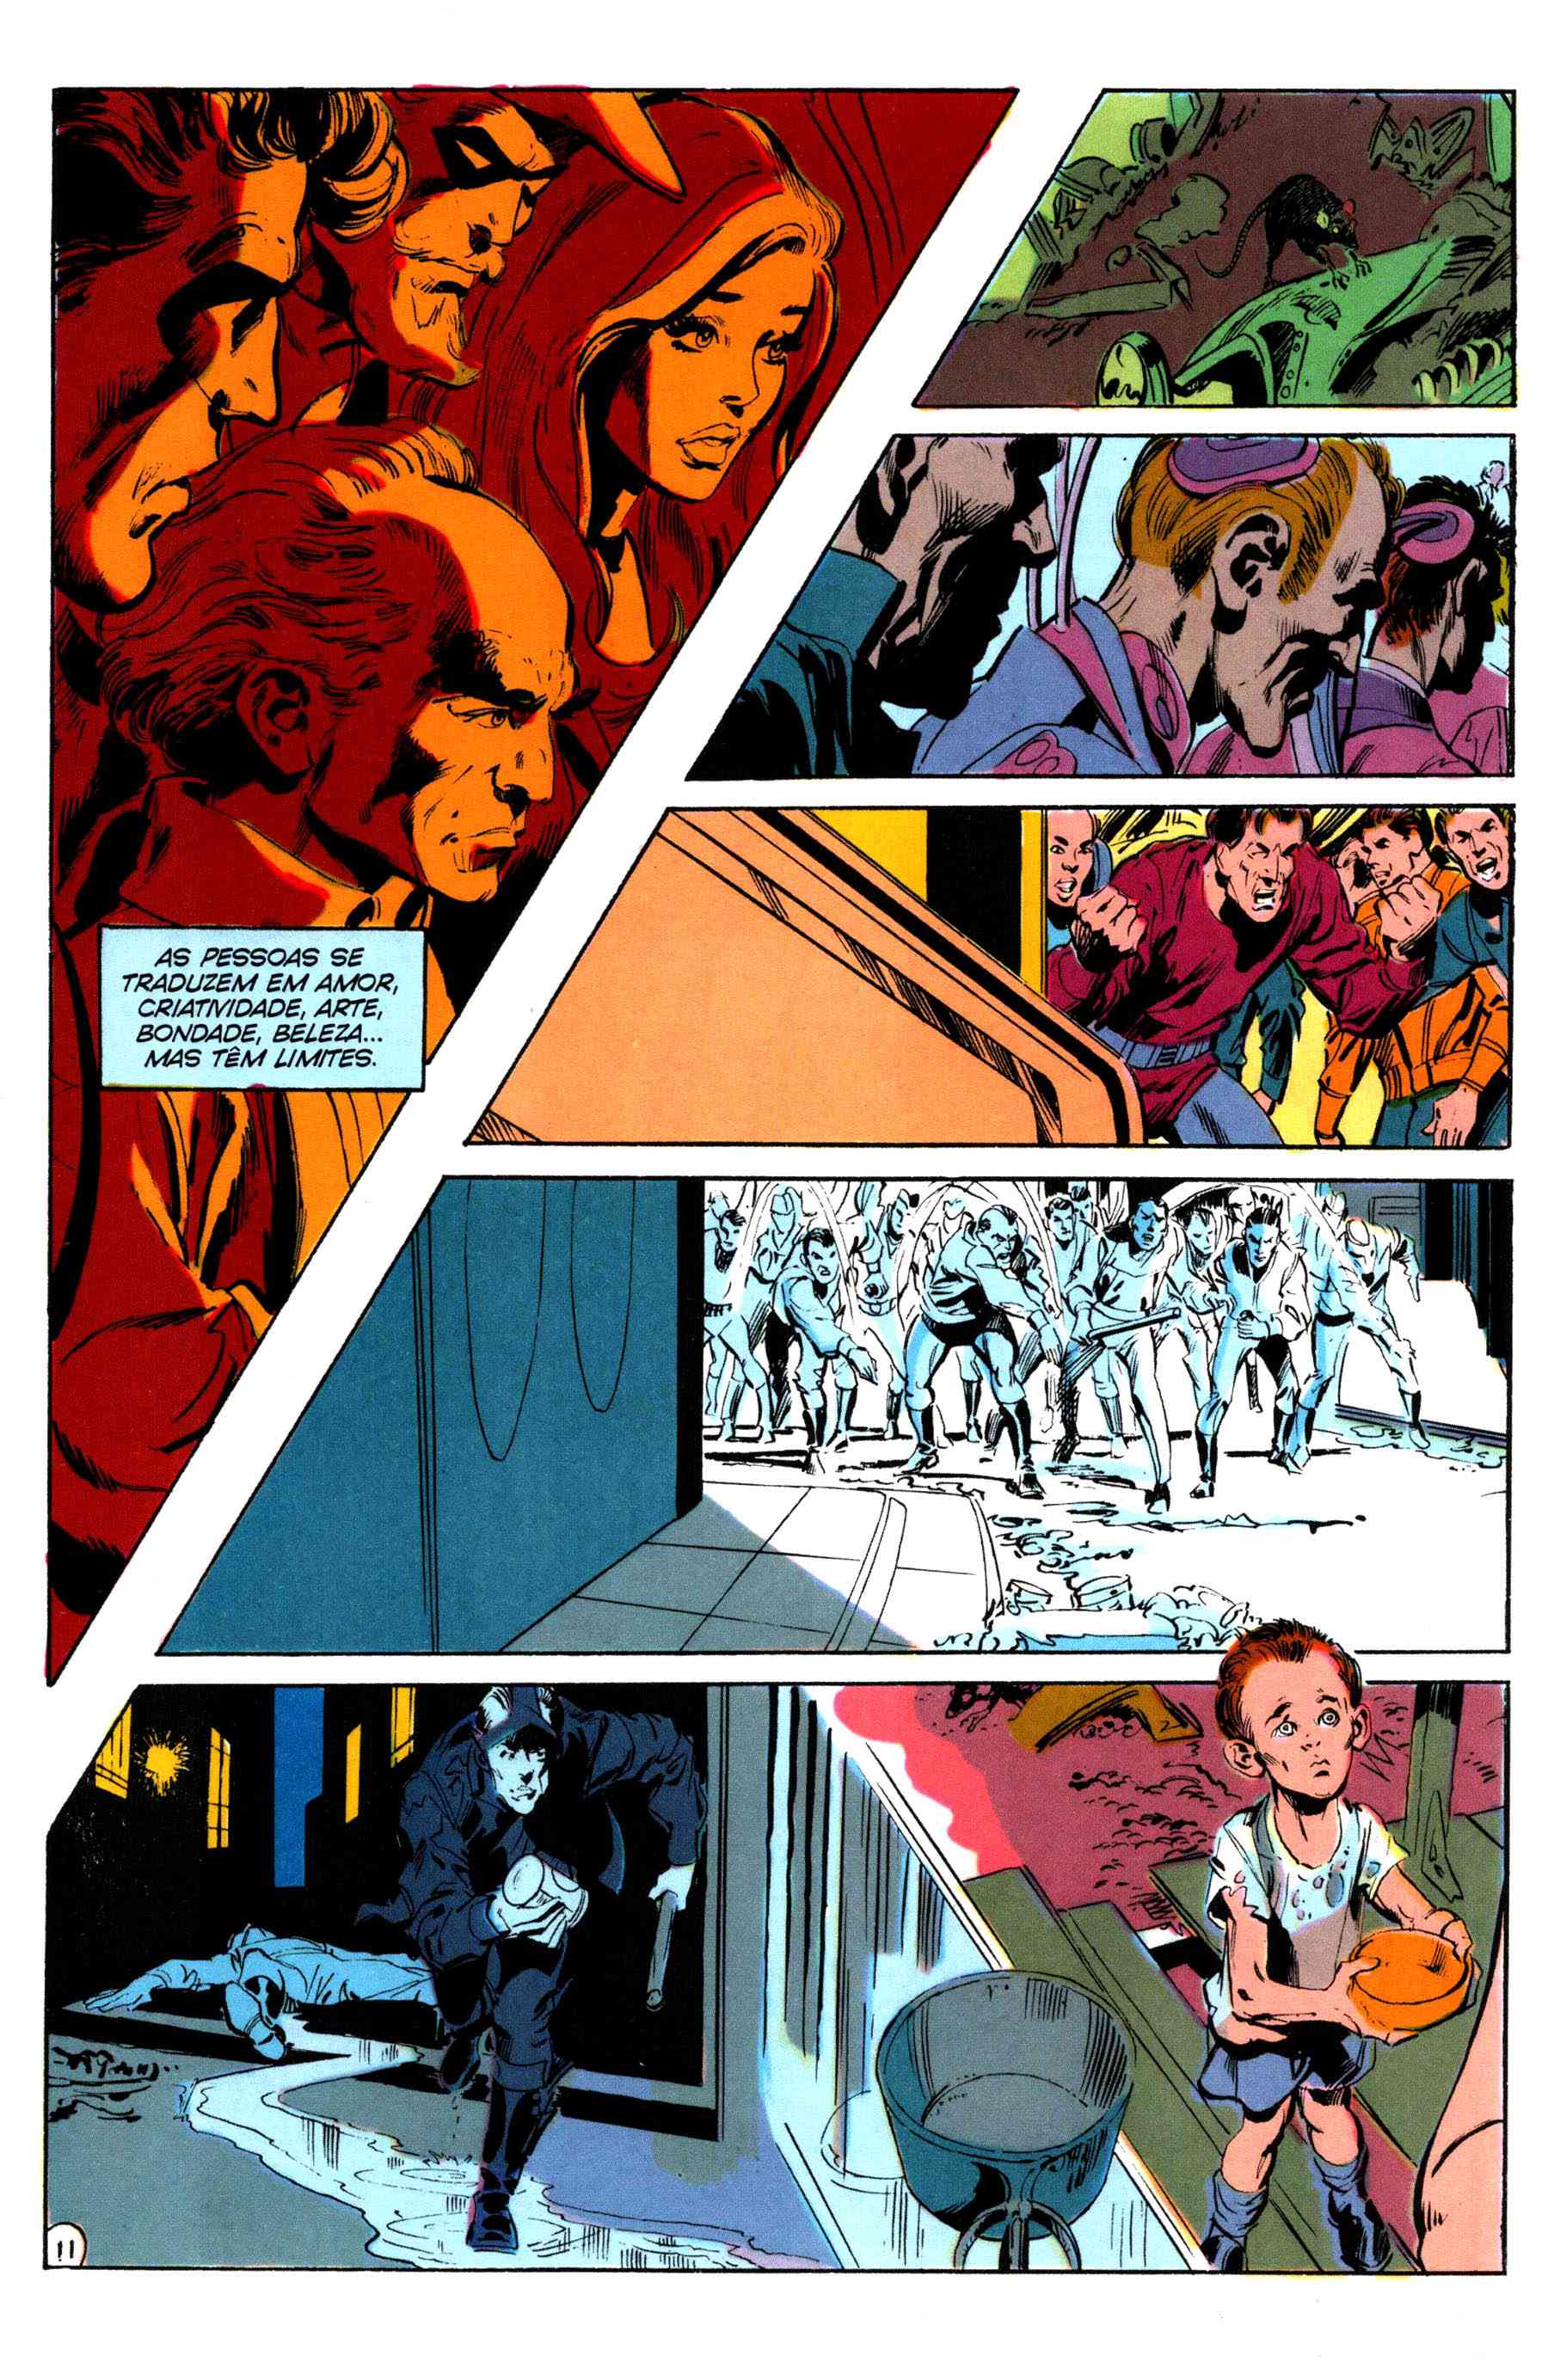 AS PESSOAS SE
TRADUZEM EM AMOR,
CRIATIVIDADE, ARTE,
BONDADE, BELEZA...
MAS TÊM LIMITES.
11